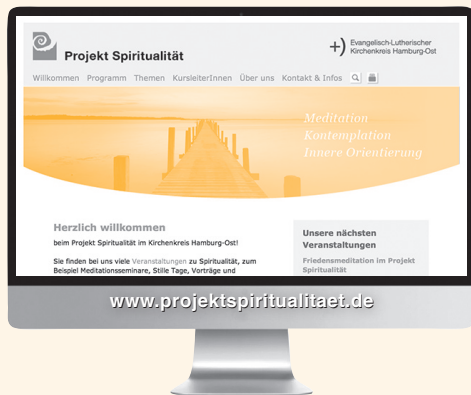 Projekt Spiritualität
+) Evangelisch-Lutherischer
Kirchenkreis Hamburg-Ost
Willkommen Programm Themen KursleiterInnen Über uns Kontakt & Infos
Meditation
Kontemplation
Innere Orientierung
Herzlich willkommen
beim Projekt Spiritualität im Kirchenkreis Hamburg-Ost!
Sie finden bei uns viele Veranstaltungen zu Spiritualität, zum
Beispiel Meditationsseminare, Stille Tage, Vorträge und
Unsere nächsten
Veranstaltungen
Friedensmeditation im Projekt
Spiritualität
www.projektspiritualitaet.de